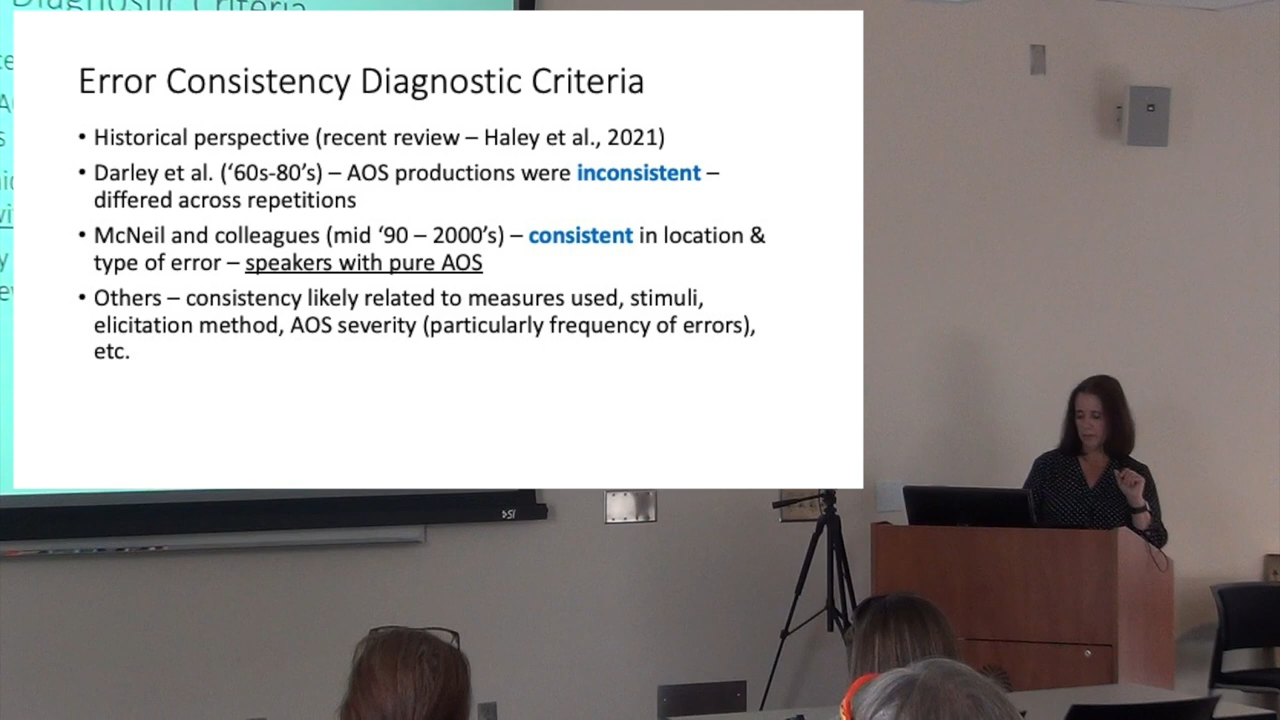 Diagnostic Criteria
Error Consistency Diagnostic Criteria
• Historical perspective (recent review – Haley et al., 2021)
• Darley et al. (‘60s-80’s) – AOS productions were inconsistent –
differed across repetitions
• McNeil and colleagues (mid ‘90 – 2000’s) – consistent in location &
type of error – speakers with pure AOS
• Others – consistency likely related to measures used, stimuli,
elicitation method, AOS severity (particularly frequency of errors),
etc.